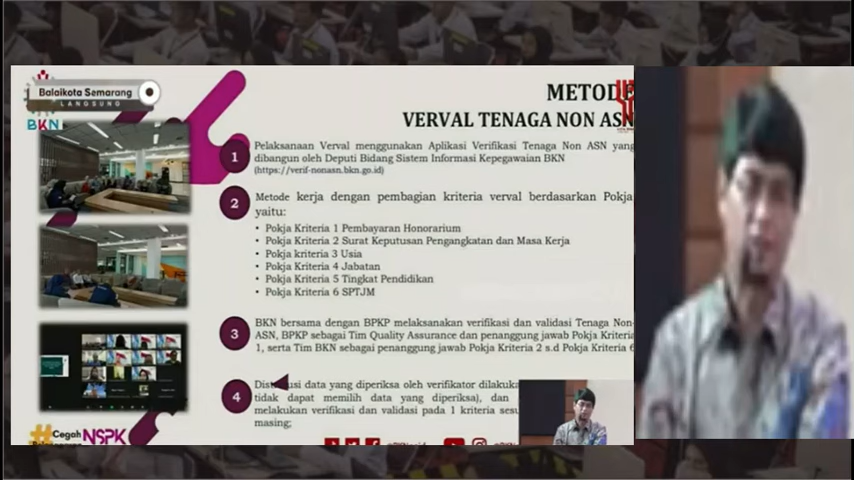 Balaikota Semarang
LANGSUNG
BKN
METODE
VERVAL TENAGA NON ASN
1
Pelaksanaan Verval menggunakan Aplikasi Verifikasi Tenaga Non ASN yang
dibangun oleh Deputi Bidang Sistem Informasi Kepegawaian BKN
(https://verif-nonasn.bkn.go.id)
2
Metode kerja dengan pembagian kriteria verval berdasarkan Pokja
yaitu:
• Pokja Kriteria 1 Pembayaran Honorarium
• Pokja Kriteria 2 Surat Keputusan Pengangkatan dan Masa Kerja
• Pokja kriteria 3 Usia
• Pokja Kriteria 4 Jabatan
• Pokja Kriteria 5 Tingkat Pendidikan
• Pokja Kriteria 6 SPTJM
3
BKN bersama dengan BPKP melaksanakan verifikasi dan validasi Tenaga Non-
ASN, BPKP sebagai Tim Quality Assurance dan penanggung jawab Pokja Kriteria
1, serta Tim BKN sebagai penanggung jawab Pokja Kriteria 2 s.d Pokja Kriteria 6
4
data yang diperiksa oleh verifikator
tidak dapat memilih data yang diperiksa), dan
melakukan verifikasi dan validasi pada 1 kriteria
masing;
#Cegah
NSPK